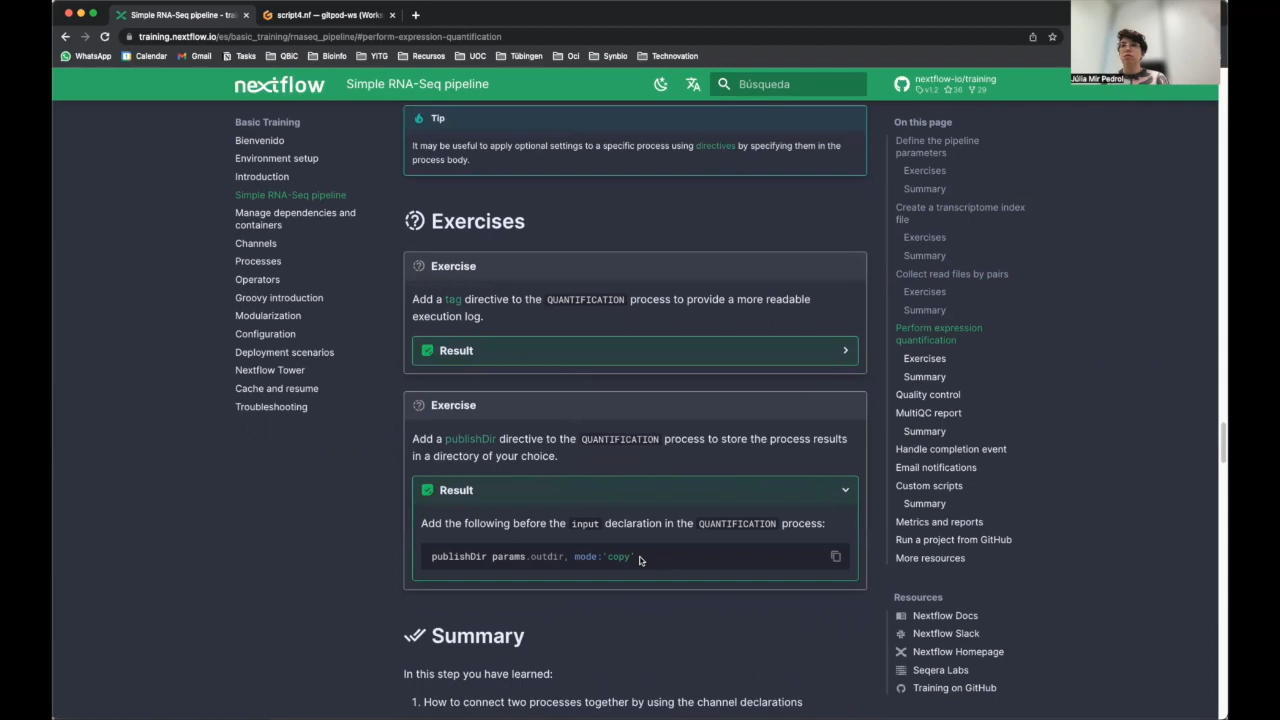 Simple RNA-Seq pipeline - trai
script4.nf — gitpod-ws (Works
training.nextflow.io/es/basic_training/rnaseq_pipeline/#perform-expression-quantification
WhatsApp
Calendar
Gmail
Tasks
QBiC
Bioinfo
YITG
Recursos
UOC
Tübingen
Oci
Synbio
Technovation
Júlia Mir Pedrol
nextflow
Simple RNA-Seq pipeline
Búsqueda
nextflow-io/training
v1.2 36 29
Basic Training
Bienvenido
Environment setup
Introduction
Simple RNA-Seq pipeline
Manage dependencies and
containers
Channels
Processes
Operators
Groovy introduction
Modularization
Configuration
Deployment scenarios
Nextflow Tower
Cache and resume
Troubleshooting
Tip
It may be useful to apply optional settings to a specific process using directives by specifying them in the
process body.
Exercises
Exercise
Add a tag directive to the QUANTIFICATION process to provide a more readable
execution log.
Result
Exercise
Add a publishDir directive to the QUANTIFICATION process to store the process results
in a directory of your choice.
Result
Add the following before the input declaration in the QUANTIFICATION process:
publishDir params.outdir, mode:'copy'
Summary
In this step you have learned:
1. How to connect two processes together by using the channel declarations
On this page
Define the pipeline
parameters
Exercises
Summary
Create a transcriptome index
file
Exercises
Summary
Collect read files by pairs
Exercises
Summary
Perform expression
quantification
Exercises
Summary
Quality control
MultiQC report
Summary
Handle completion event
Email notifications
Custom scripts
Summary
Metrics and reports
Run a project from GitHub
More resources
Resources
Nextflow Docs
Nextflow Slack
Nextflow Homepage
Seqera Labs
Training on GitHub